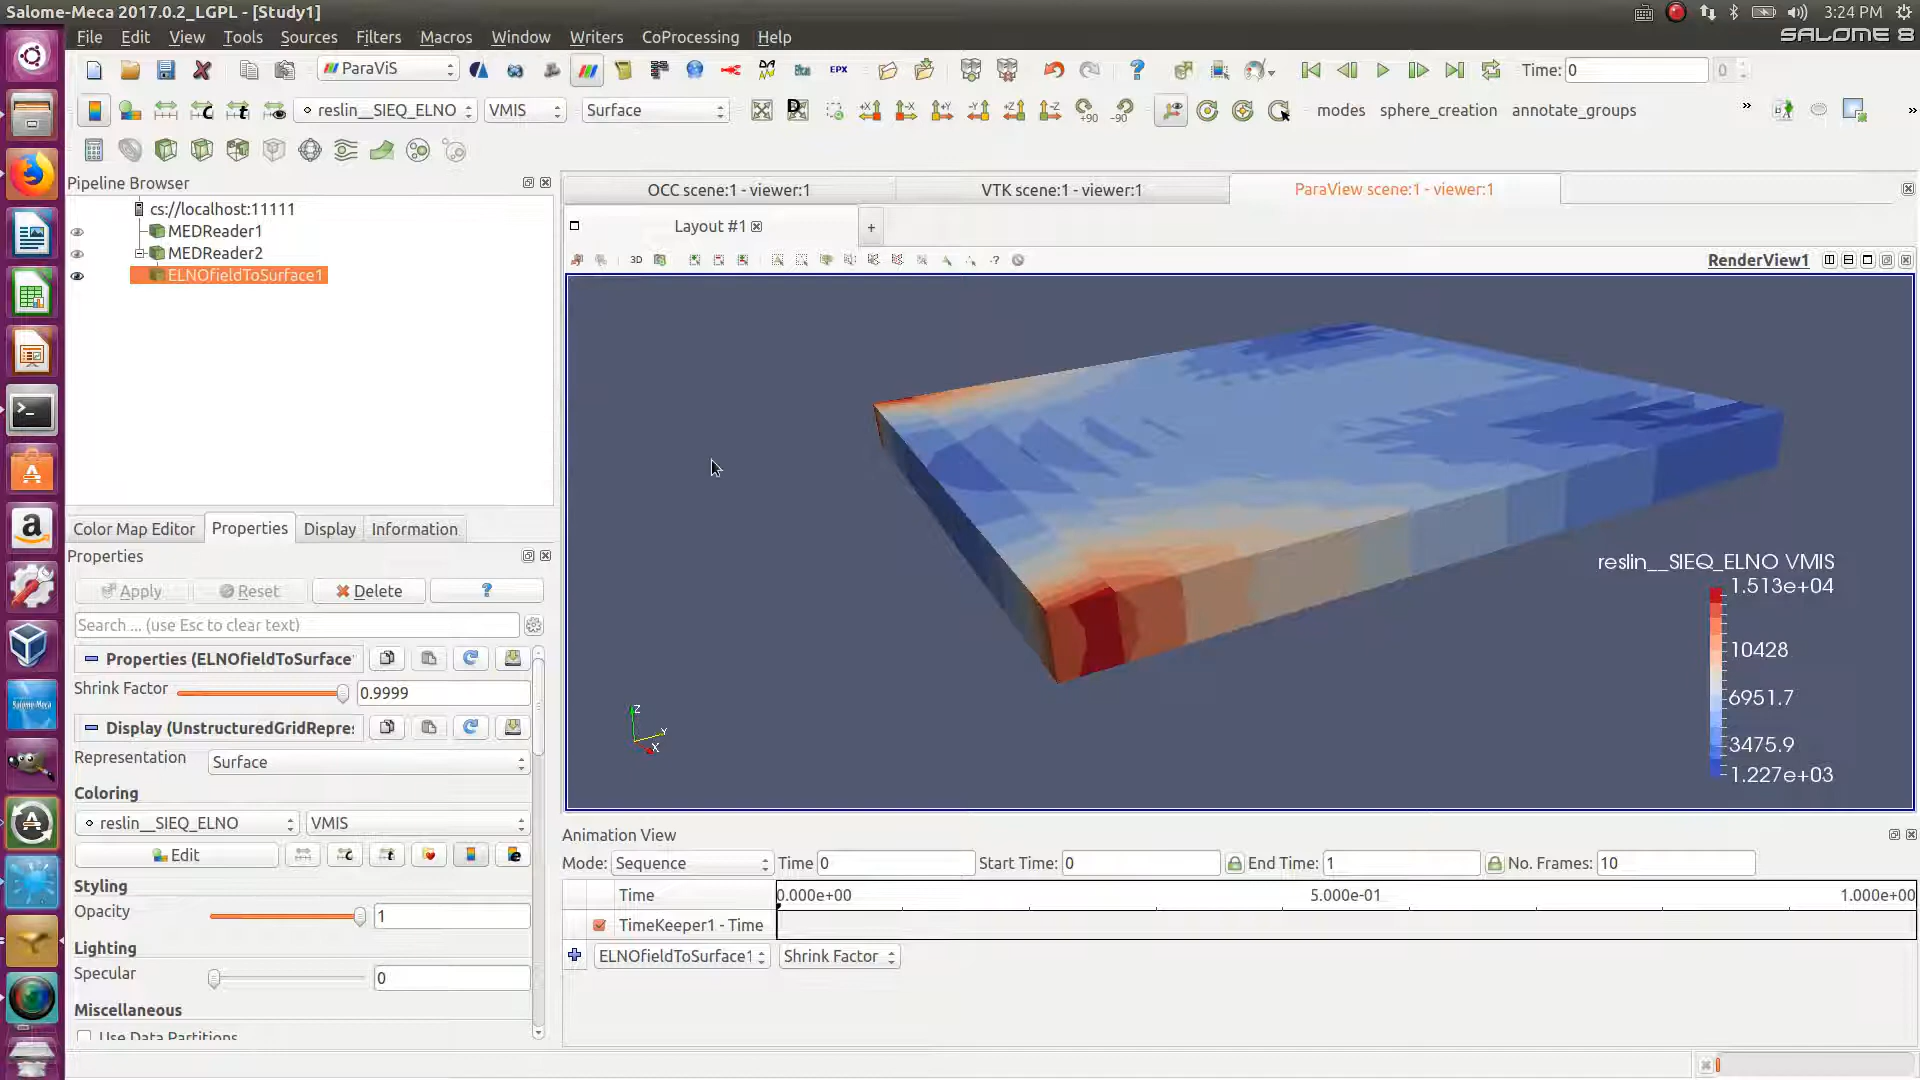 Salome-Meca 2017.0.2_LGPL - [Study1]
3:24 PM
File Edit View Tools Sources Filters Macros Window Writers CoProcessing Help
SALOME 8
ParaViS
EPX
Time: 0
0
reslin__SIEQ_ELNO
VMIS
Surface
+X
-X
+Y
-Y
+Z
-Z
+90
-90
modes
sphere_creation
annotate_groups
Pipeline Browser
cs://localhost:11111
MEDReader1
MEDReader2
ELNOfieldToSurface1
OCC scene:1 - viewer:1
VTK scene:1 - viewer:1
ParaView scene:1 - viewer:1
Layout #1
+
3D
RenderView1
reslin__SIEQ_ELNO VMIS
1.513e+04
10428
6951.7
3475.9
1.227e+03
Z
Y
X
Color Map Editor
Properties
Display
Information
Properties
Apply
Reset
Delete
?
Search ... (use Esc to clear text)
Properties (ELNOfieldToSurface
Shrink Factor
0.9999
Display (UnstructuredGridRepre:
Representation
Surface
Coloring
reslin__SIEQ_ELNO
VMIS
Edit
Styling
Opacity
1
Lighting
Specular
0
Miscellaneous
Use Data Partitions
Animation View
Mode: Sequence
Time 0
Start Time: 0
End Time: 1
No. Frames: 10
Time
0.000e+00
5.000e-01
1.000e+00
TimeKeeper1 - Time
ELNOfieldToSurface1
Shrink Factor